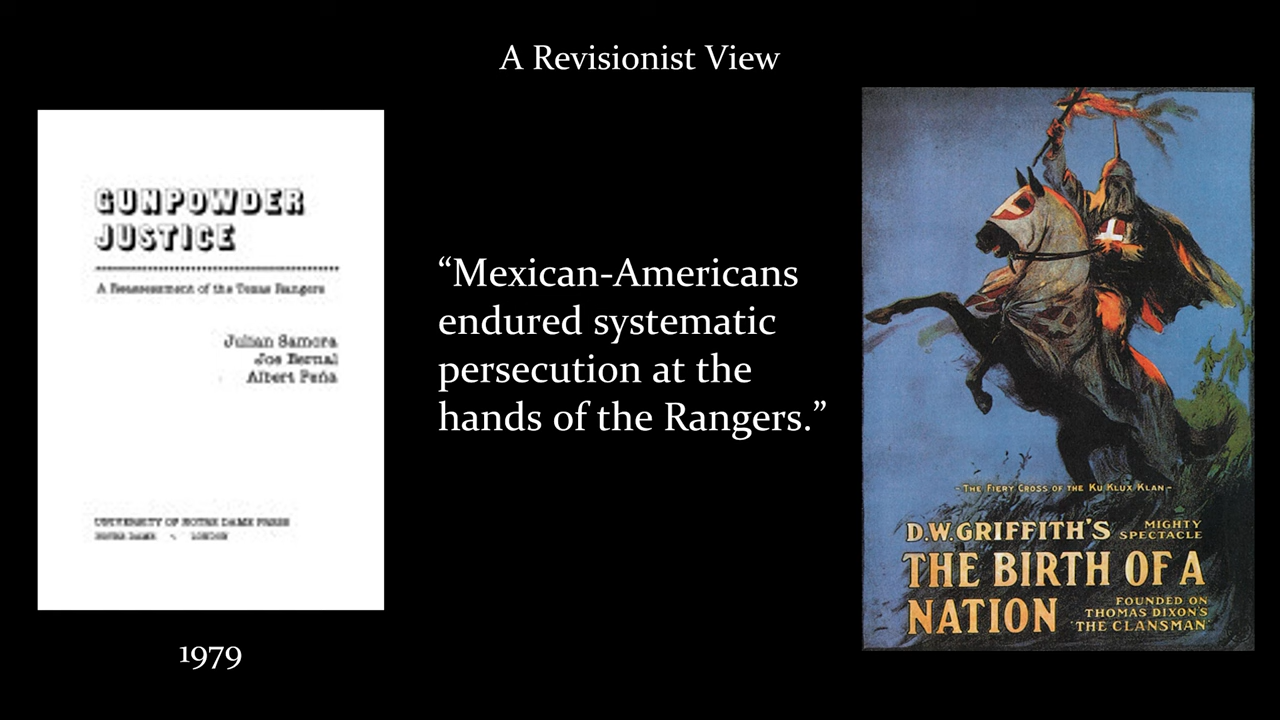 A Revisionist View
GUNPOWDER
JUSTICE
A Reassessment of the Texas Rangers
Julian Samora
Joe Bernal
Albert Peña
UNIVERSITY OF NOTRE DAME PRESS
NOTRE DAME LONDON
1979
“Mexican-Americans
endured systematic
persecution at the
hands of the Rangers.”
-THE FIERY CROSS OF THE KU KLUX KLAN-
D.W. GRIFFITH'S MIGHTY
SPECTACLE
THE BIRTH OF A
NATION
FOUNDED ON
THOMAS DIXON'S
"THE CLANSMAN"